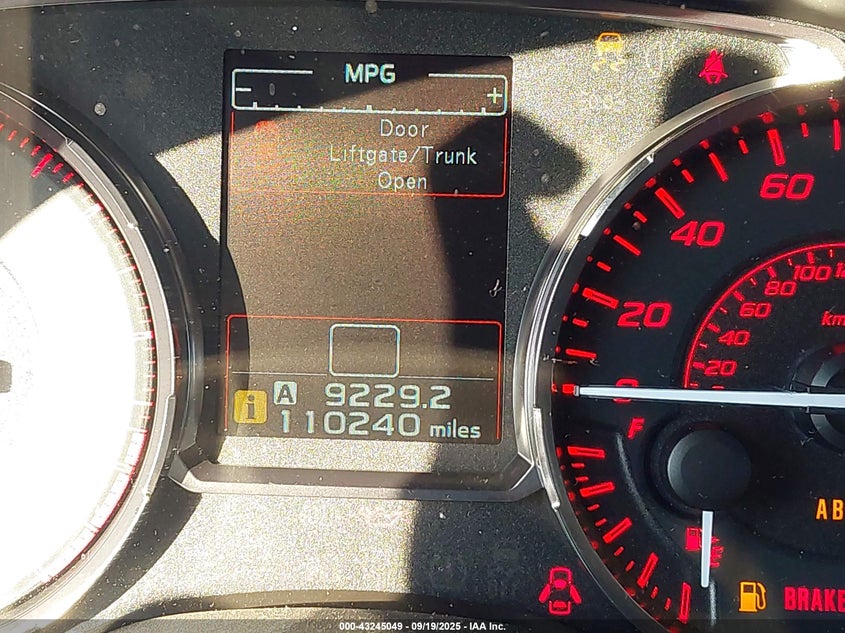 MPG
- +
Door
Liftgate/Trunk
Open
A 9229.2
i 110240 miles
60
40
20
0
100
80
60
40
20
km
F
AB
BRAKE
000-43245049 - 09/19/2025 - IAA Inc.